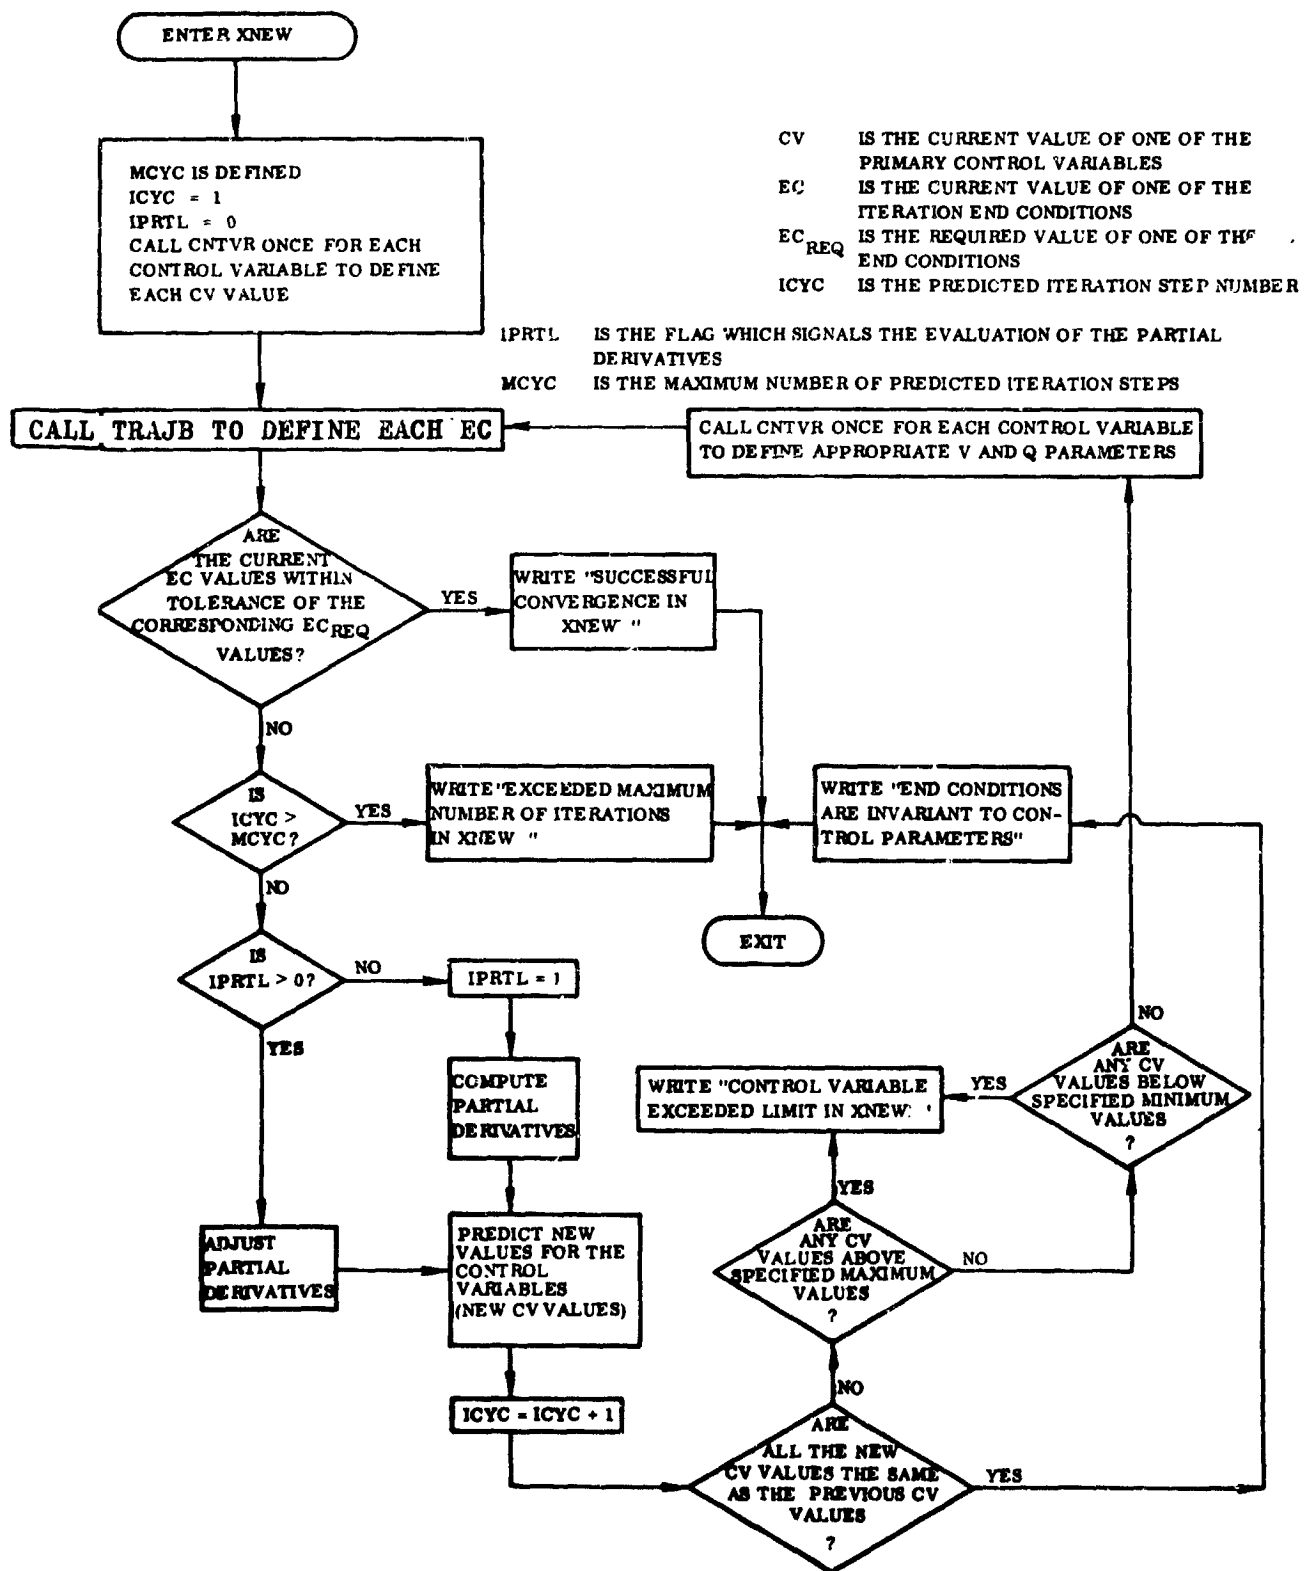 ENTER XNEW
MCYC IS DEFINED
ICYC = 1
IPRTL = 0
CALL CNTVR ONCE FOR EACH
CONTROL VARIABLE TO DEFINE
EACH CV VALUE
CV IS THE CURRENT VALUE OF ONE OF THE
PRIMARY CONTROL VARIABLES
EC IS THE CURRENT VALUE OF ONE OF THE
ITERATION END CONDITIONS
EC REQ IS THE REQUIRED VALUE OF ONE OF THE
END CONDITIONS
ICYC IS THE PREDICTED ITERATION STEP NUMBER
IPRTL IS THE FLAG WHICH SIGNALS THE EVALUATION OF THE PARTIAL
DERIVATIVES
MCYC IS THE MAXIMUM NUMBER OF PREDICTED ITERATION STEPS
CALL TRAJB TO DEFINE EACH EC
CALL CNTVR ONCE FOR EACH CONTROL VARIABLE
TO DEFINE APPROPRIATE V AND Q PARAMETERS
ARE
THE CURRENT
EC VALUES WITHIN
TOLERANCE OF THE
CORRESPONDING EC REQ
VALUES?
YES
WRITE "SUCCESSFUL
CONVERGENCE IN
XNEW "
NO
IS
ICYC >
MCYC?
YES
WRITE "EXCEEDED MAXIMUM
NUMBER OF ITERATIONS
IN XNEW "
WRITE "END CONDITIONS
ARE INVARIANT TO CON-
TROL PARAMETERS"
NO
EXIT
IS
IPRTL > 0?
NO
IPRTL = 1
YES
COMPUTE
PARTIAL
DERIVATIVES
NO
ARE
ANY CV
VALUES BELOW
SPECIFIED MINIMUM
VALUES
?
YES
WRITE "CONTROL VARIABLE
EXCEEDED LIMIT IN XNEW: '
YES
ARE
ANY CV
VALUES ABOVE
SPECIFIED MAXIMUM
VALUES
?
NO
ADJUST
PARTIAL
DERIVATIVES
PREDICT NEW
VALUES FOR THE
CONTROL
VARIABLES
(NEW CV VALUES)
ICYC = ICYC + 1
NO
ARE
ALL THE NEW
CV VALUES THE SAME
AS THE PREVIOUS CV
VALUES
?
YES